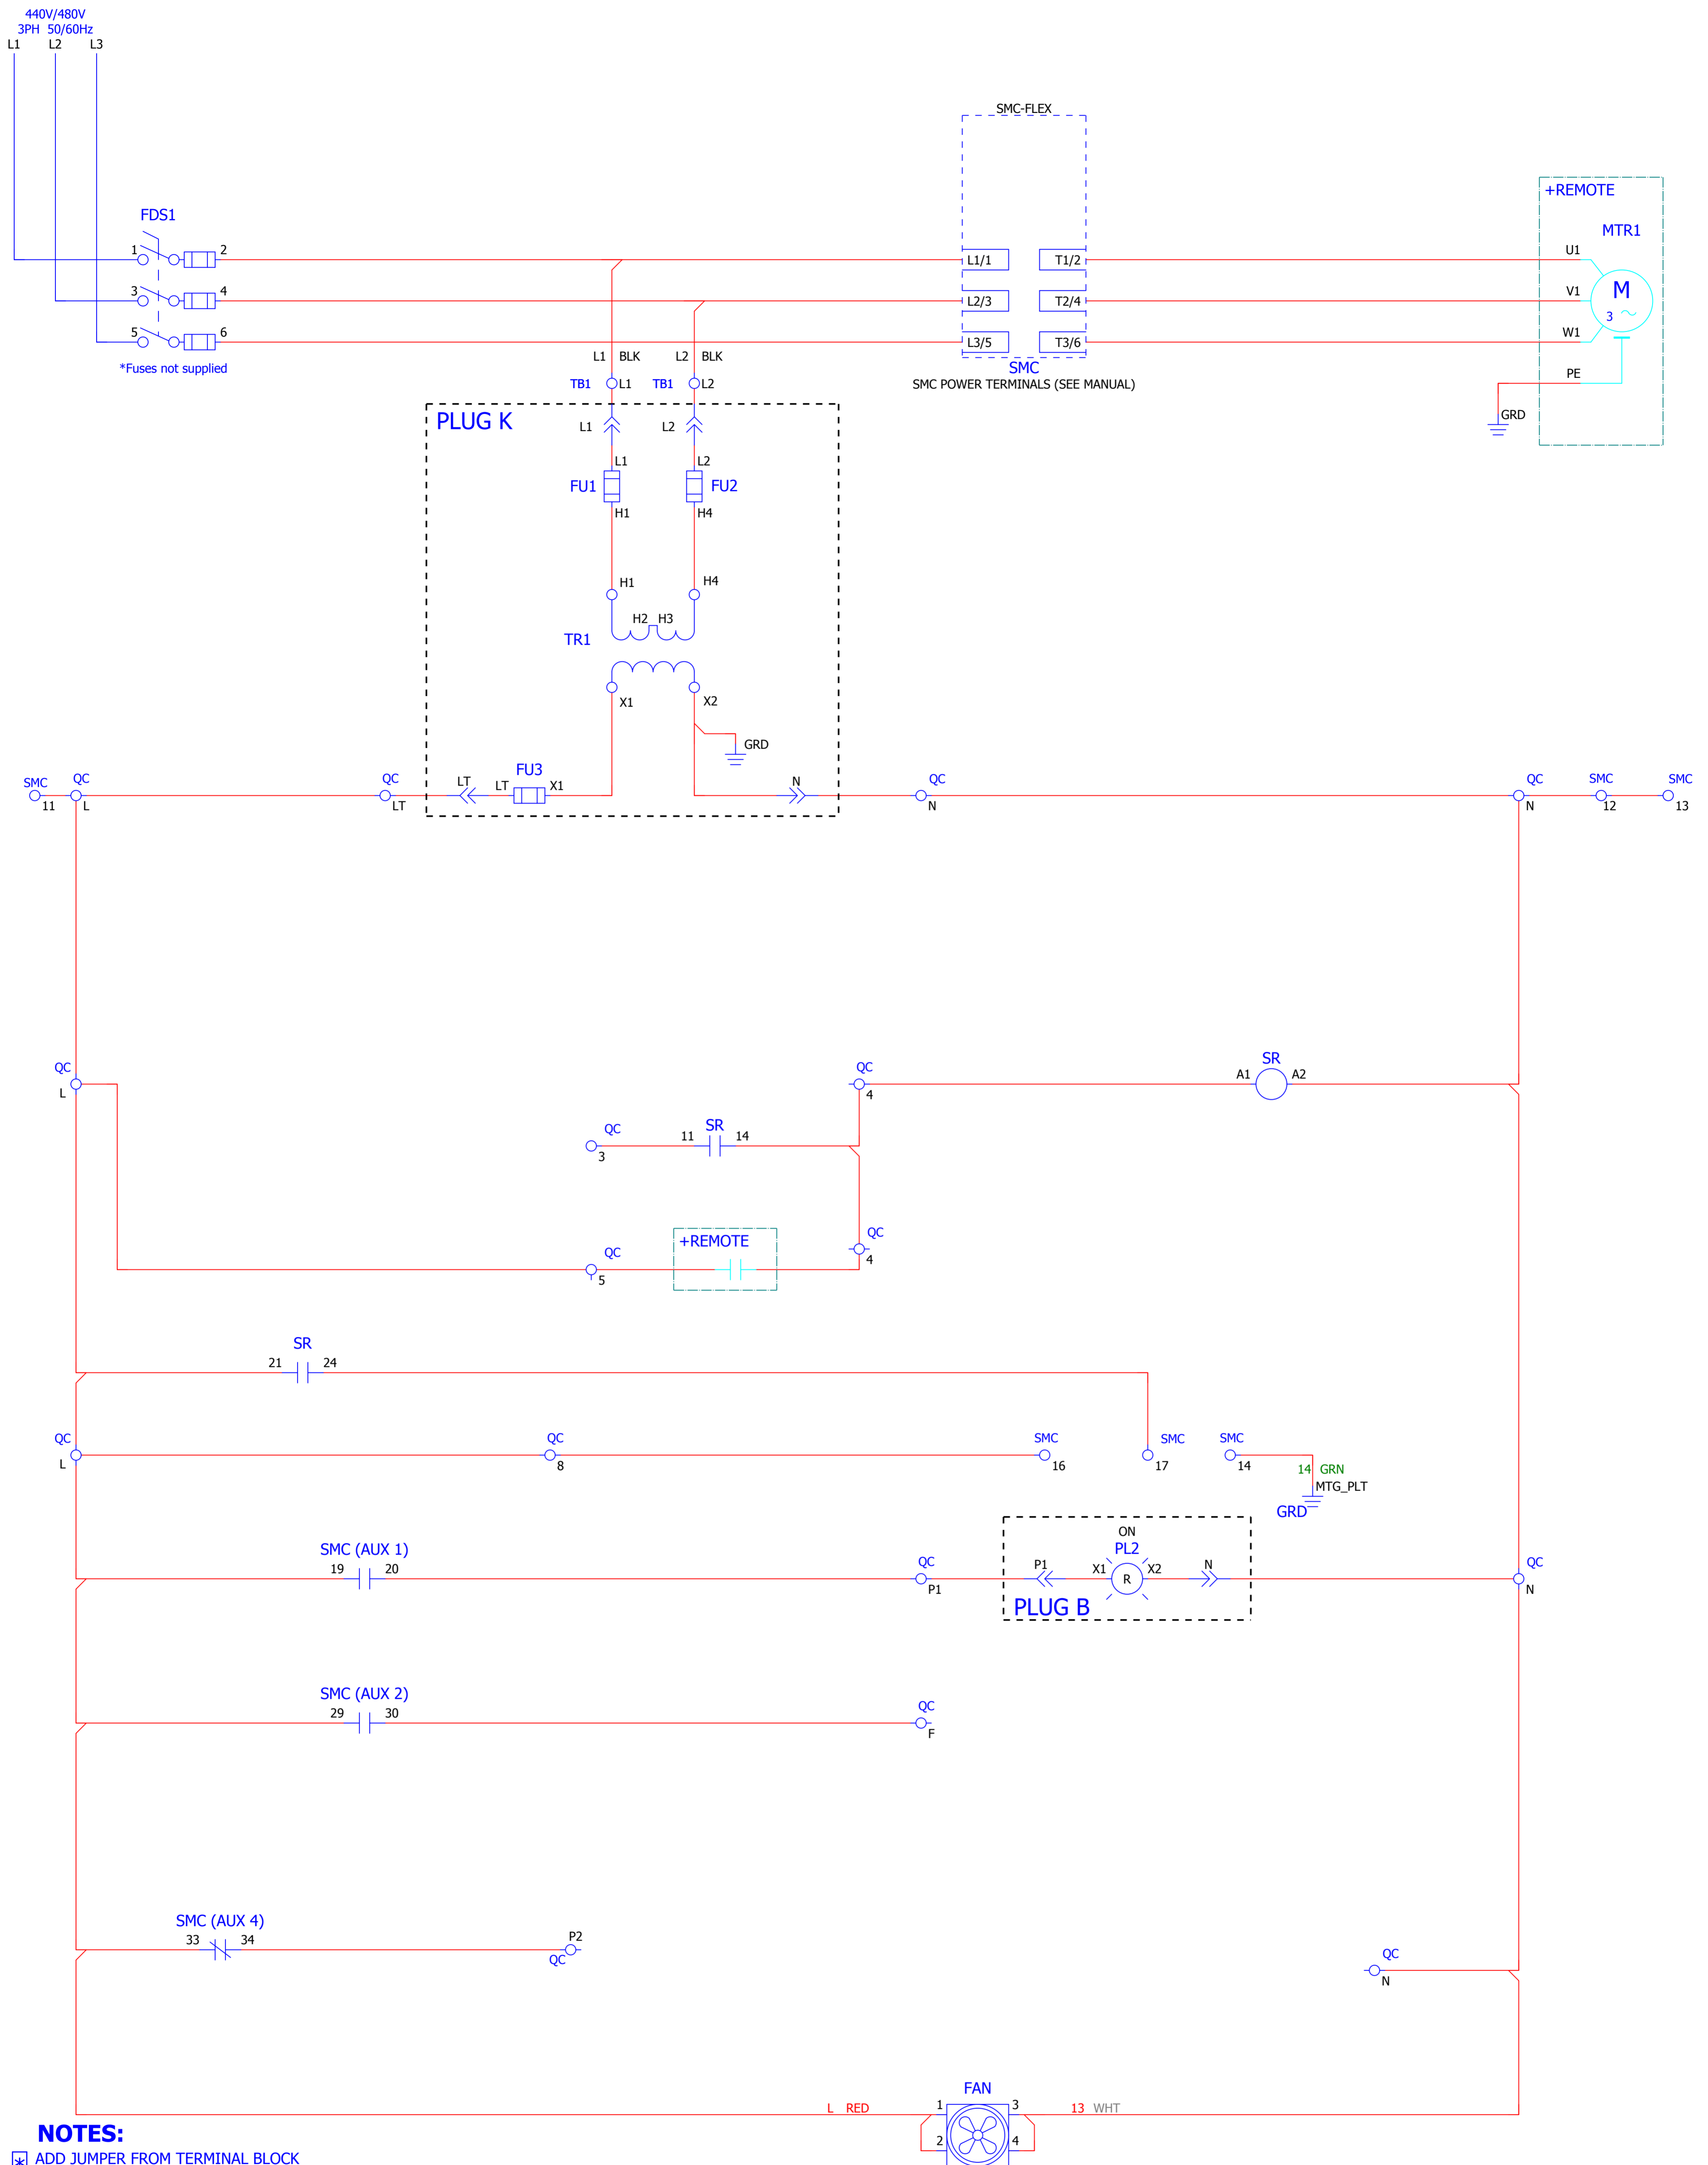 440V/480V
3PH 50/60Hz
L1 L2 L3
SMC-FLEX
+REMOTE
FDS1
MTR1
1 2
L1/1 T1/2
U1
3 4
L2/3 T2/4
V1
M
3
5 6
L3/5 T3/6
W1
*Fuses not supplied
L1 BLK L2 BLK
SMC
SMC POWER TERMINALS (SEE MANUAL)
PE
TB1 L1 TB1 L2
GRD
PLUG K
L1 L2
L1 L2
FU1 FU2
H1 H4
H1 H4
H2 H3
TR1
X1 X2
GRD
FU3
SMC QC QC LT LT X1 N QC QC SMC SMC
11 L LT N N 12 13
QC QC SR
L 4 A1 A2
QC SR
3 11 14
QC
4
QC
5
+REMOTE
SR
21 24
QC QC SMC SMC SMC
L 8 16 17 14
14 GRN
MTG_PLT
GRD
ON
SMC (AUX 1)
19 20
QC
P1
P1 X1 PL2 X2 N
R
PLUG B
QC
N
SMC (AUX 2)
29 30
QC
F
SMC (AUX 4)
33 34
P2
QC
QC
N
FAN
L RED 1 3 13 WHT
2 4
NOTES:
* ADD JUMPER FROM TERMINAL BLOCK